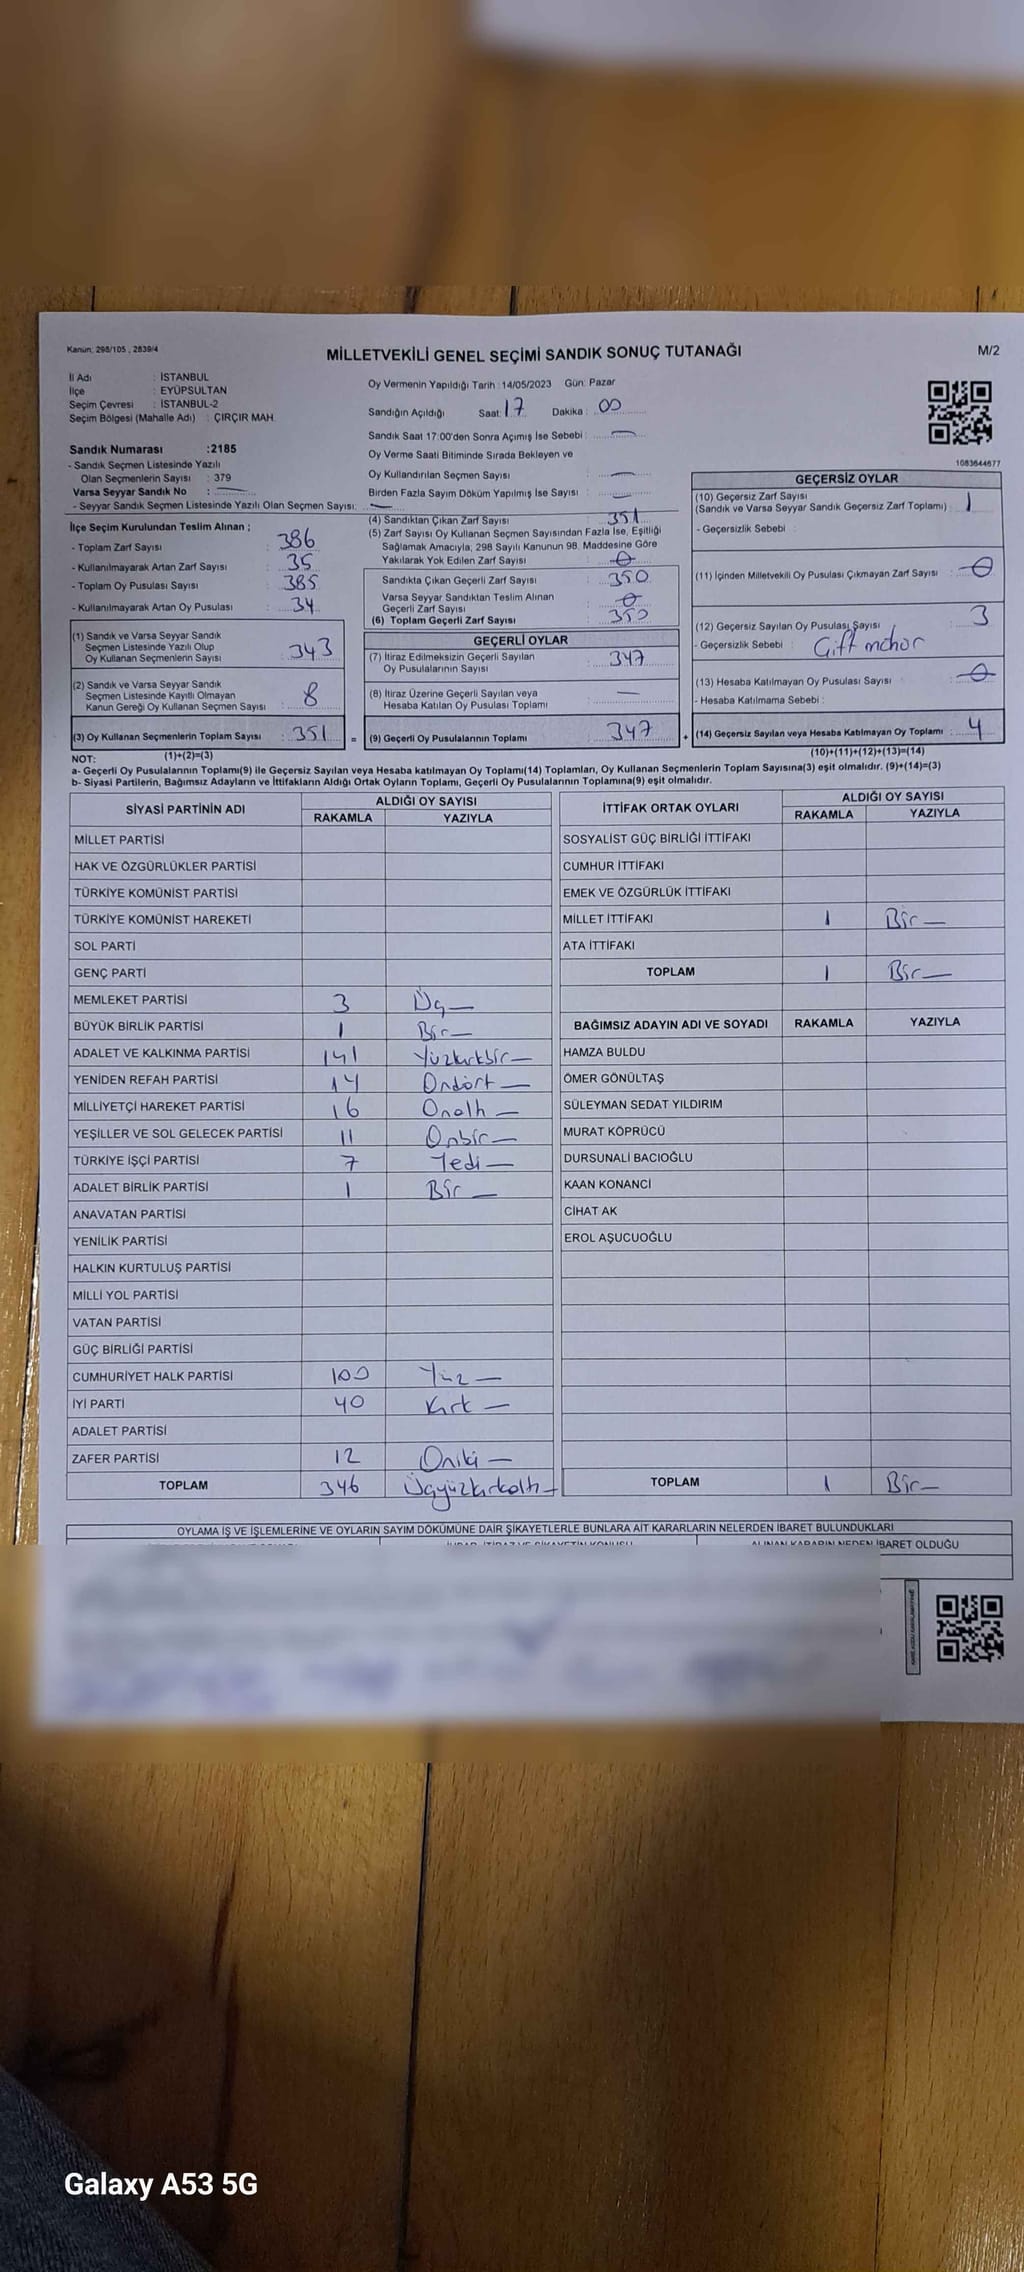 Kanun: 298/105 , 2839/4
MİLLETVEKİLİ GENEL SEÇİMİ SANDIK SONUÇ TUTANAĞI
M/2
İl Adı : İSTANBUL
İlçe : EYÜPSULTAN
Seçim Çevresi : İSTANBUL-2
Seçim Bölgesi (Mahalle Adı) : ÇIRÇIR MAH.
Sandık Numarası :2185
- Sandık Seçmen Listesinde Yazılı
Olan Seçmenlerin Sayısı : 379
Varsa Seyyar Sandık No : —
- Seyyar Sandık Seçmen Listesinde Yazılı Olan Seçmen Sayısı: —
Oy Vermenin Yapıldığı Tarih : 14/05/2023 Gün: Pazar
Sandığın Açıldığı Saat: 17 Dakika : 00
Sandık Saat 17:00'den Sonra Açımış İse Sebebi : —
Oy Verme Saati Bitiminde Sırada Bekleyen ve
Oy Kullandırılan Seçmen Sayısı : —
Birden Fazla Sayım Döküm Yapılmış İse Sayısı : —
1083644677
İlçe Seçim Kurulundan Teslim Alınan ;
- Toplam Zarf Sayısı : 386
- Kullanılmayarak Artan Zarf Sayısı : 35
- Toplam Oy Pusulası Sayısı : 385
- Kullanılmayarak Artan Oy Pusulası : 34
(1) Sandık ve Varsa Seyyar Sandık
Seçmen Listesinde Yazılı Olup
Oy Kullanan Seçmenlerin Sayısı : 343
(2) Sandık ve Varsa Seyyar Sandık
Seçmen Listesinde Kayıtlı Olmayan
Kanun Gereği Oy Kullanan Seçmen Sayısı : 8
(3) Oy Kullanan Seçmenlerin Toplam Sayısı : 351 =
(4) Sandıktan Çıkan Zarf Sayısı : 351
(5) Zarf Sayısı Oy Kullanan Seçmen Sayısından Fazla İse, Eşitliği
Sağlamak Amacıyla, 298 Sayılı Kanunun 98. Maddesine Göre
Yakılarak Yok Edilen Zarf Sayısı : 0
Sandıkta Çıkan Geçerli Zarf Sayısı : 350
Varsa Seyyar Sandıktan Teslim Alınan
Geçerli Zarf Sayısı : 0
(6) Toplam Geçerli Zarf Sayısı : 350
GEÇERLİ OYLAR
(7) İtiraz Edilmeksizin Geçerli Sayılan
Oy Pusulalarının Sayısı : 347
(8) İtiraz Üzerine Geçerli Sayılan veya
Hesaba Katılan Oy Pusulası Toplamı : —
(9) Geçerli Oy Pusulalarının Toplamı : 347 +
GEÇERSİZ OYLAR
(10) Geçersiz Zarf Sayısı
(Sandık ve Varsa Seyyar Sandık Geçersiz Zarf Toplamı) : 1
- Geçersizlik Sebebi :
(11) İçinden Milletvekili Oy Pusulası Çıkmayan Zarf Sayısı : 0
(12) Geçersiz Sayılan Oy Pusulası Sayısı : 3
- Geçersizlik Sebebi : Çift mühür
(13) Hesaba Katılmayan Oy Pusulası Sayısı : 0
- Hesaba Katılmama Sebebi :
(14) Geçersiz Sayılan veya Hesaba Katılmayan Oy Toplamı : 4
NOT: (1)+(2)=(3)
(10)+(11)+(12)+(13)=(14)
a- Geçerli Oy Pusulalarının Toplamı(9) ile Geçersiz Sayılan veya Hesaba katılmayan Oy Toplamı(14) Toplamları, Oy Kullanan Seçmenlerin Toplam Sayısına(3) eşit olmalıdır. (9)+(14)=(3)
b- Siyasi Partilerin, Bağımsız Adayların ve İttifakların Aldığı Ortak Oyların Toplamı, Geçerli Oy Pusulalarının Toplamına(9) eşit olmalıdır.
SİYASİ PARTİNİN ADI ALDIĞI OY SAYISI
RAKAMLA YAZIYLA
MİLLET PARTİSİ
HAK VE ÖZGÜRLÜKLER PARTİSİ
TÜRKİYE KOMÜNİST PARTİSİ
TÜRKİYE KOMÜNİST HAREKETİ
SOL PARTİ
GENÇ PARTİ
MEMLEKET PARTİSİ 3 Üç—
BÜYÜK BİRLİK PARTİSİ 1 Bir—
ADALET VE KALKINMA PARTİSİ 141 Yüzkırkbir—
YENİDEN REFAH PARTİSİ 14 Ondört—
MİLLİYETÇİ HAREKET PARTİSİ 16 Onaltı—
YEŞİLLER VE SOL GELECEK PARTİSİ 11 Onbir—
TÜRKİYE İŞÇİ PARTİSİ 7 Yedi—
ADALET BİRLİK PARTİSİ 1 Bir—
ANAVATAN PARTİSİ
YENİLİK PARTİSİ
HALKIN KURTULUŞ PARTİSİ
MİLLİ YOL PARTİSİ
VATAN PARTİSİ
GÜÇ BİRLİĞİ PARTİSİ
CUMHURİYET HALK PARTİSİ 100 Yüz—
İYİ PARTİ 40 Kırk—
ADALET PARTİSİ
ZAFER PARTİSİ 12 Oniki—
TOPLAM 346 Üçyüzkırkaltı—
İTTİFAK ORTAK OYLARI ALDIĞI OY SAYISI
RAKAMLA YAZIYLA
SOSYALİST GÜÇ BİRLİĞİ İTTİFAKI
CUMHUR İTTİFAKI
EMEK VE ÖZGÜRLÜK İTTİFAKI
MİLLET İTTİFAKI 1 Bir—
ATA İTTİFAKI
TOPLAM 1 Bir—
BAĞIMSIZ ADAYIN ADI VE SOYADI RAKAMLA YAZIYLA
HAMZA BULDU
ÖMER GÖNÜLTAŞ
SÜLEYMAN SEDAT YILDIRIM
MURAT KÖPRÜCÜ
DURSUNALİ BACIOĞLU
KAAN KONANCİ
CİHAT AK
EROL AŞUCUOĞLU
TOPLAM 1 Bir—
OYLAMA İŞ VE İŞLEMLERİNE VE OYLARIN SAYIM DÖKÜMÜNE DAİR ŞİKAYETLERLE BUNLARA AİT KARARLARIN NELERDEN İBARET BULUNDUKLARI
ALINAN KARARIN NEDEN İBARET OLDUĞU
Galaxy A53 5G